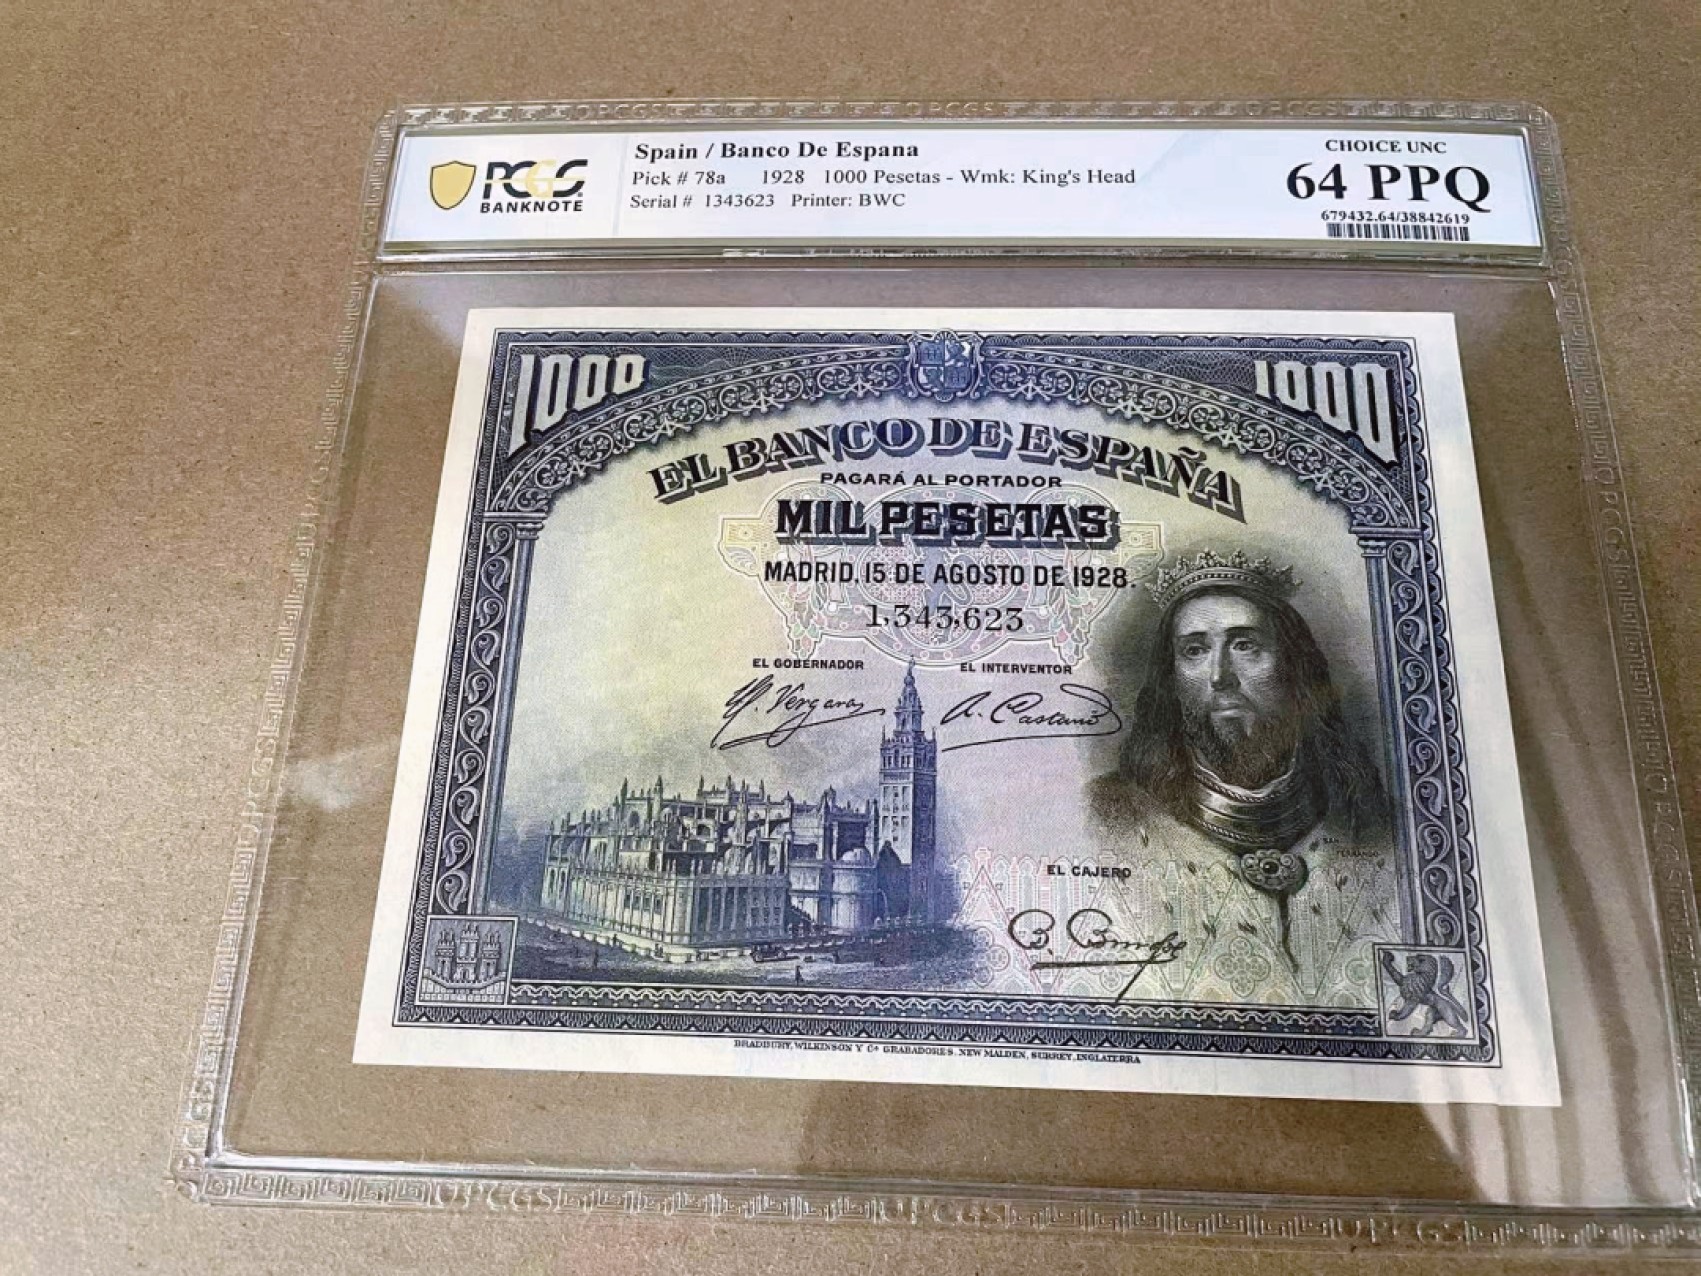 PCGS
BANKNOTE
Spain / Banco De Espana
Pick # 78a 1928 1000 Pesetas - Wmk: King's Head
Serial # 1343623 Printer: BWC
CHOICE UNC
64 PPQ
679432.64/38842619
1000 1000
EL BANCO DE ESPAÑA
PAGARÁ AL PORTADOR
MIL PESETAS
MADRID, 15 DE AGOSTO DE 1928.
1,343,623
EL GOBERNADOR EL INTERVENTOR
SAN
FERNANDO
EL CAJERO
BRADBURY, WILKINSON Y Cª GRABADORES. NEW MALDEN, SURREY, INGLATERRA